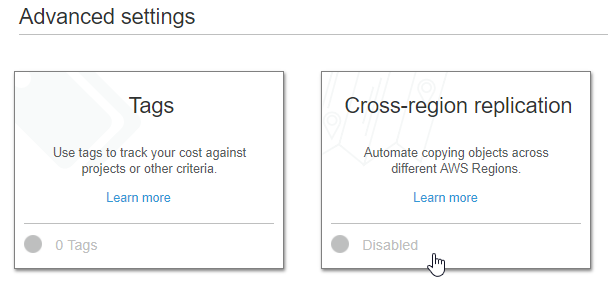 Advanced settings
Tags
Use tags to track your cost against
projects or other criteria.
Learn more
0 Tags
Cross-region replication
Automate copying objects across
different AWS Regions.
Learn more
Disabled